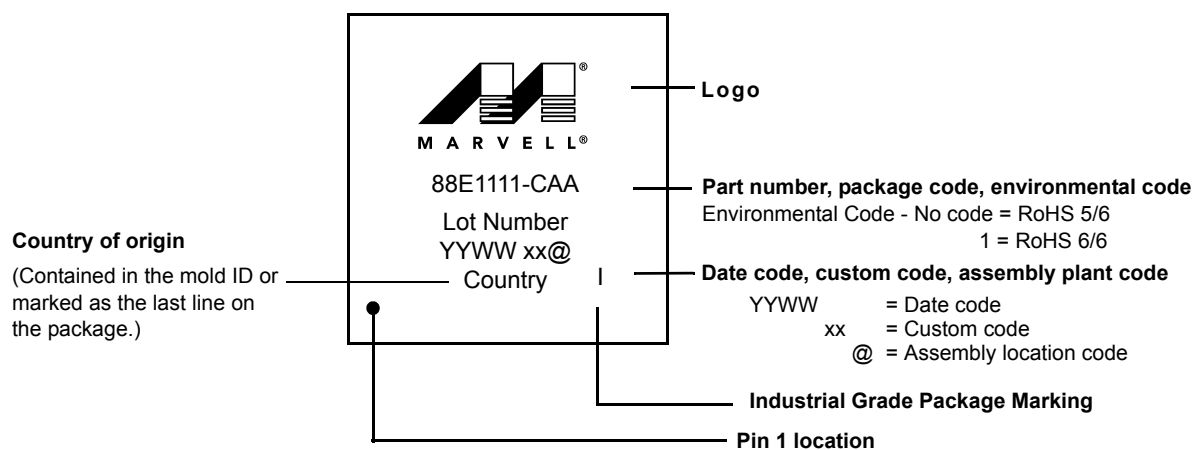 ®
MARVELL®
88E1111-CAA
Lot Number
YYWW xx@
Country I
Logo
Part number, package code, environmental code
Environmental Code - No code = RoHS 5/6
1 = RoHS 6/6
Country of origin
(Contained in the mold ID or
marked as the last line on
the package.)
Date code, custom code, assembly plant code
YYWW = Date code
xx = Custom code
@ = Assembly location code
Industrial Grade Package Marking
Pin 1 location